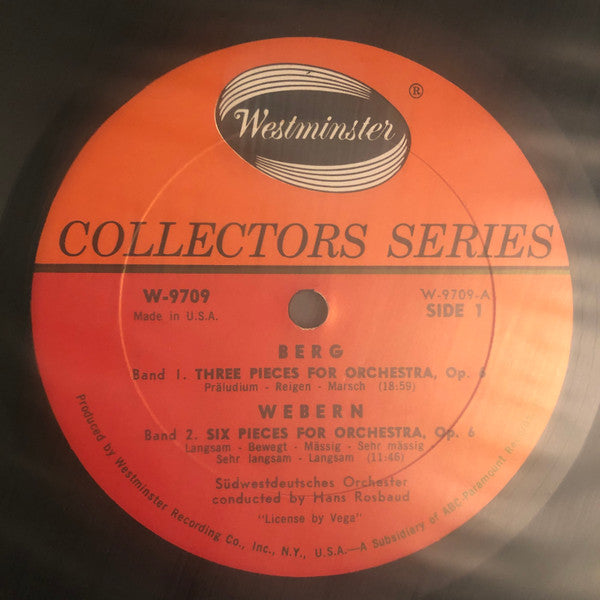 Westminster
®
COLLECTORS SERIES
W-9709
Made in U.S.A.
W-9709-A
SIDE 1
BERG
Band 1. THREE PIECES FOR ORCHESTRA, Op. 6
Präludium - Reigen - Marsch (18:59)
WEBERN
Band 2. SIX PIECES FOR ORCHESTRA, Op. 6
Langsam - Bewegt - Mässig - Sehr mässig -
Sehr langsam - Langsam (11:46)
Südwestdeutsches Orchester
conducted by Hans Rosbaud
"License by Vega"
Produced by Westminster Recording Co., Inc., N.Y., U.S.A.—A Subsidiary of ABC-Paramount Records